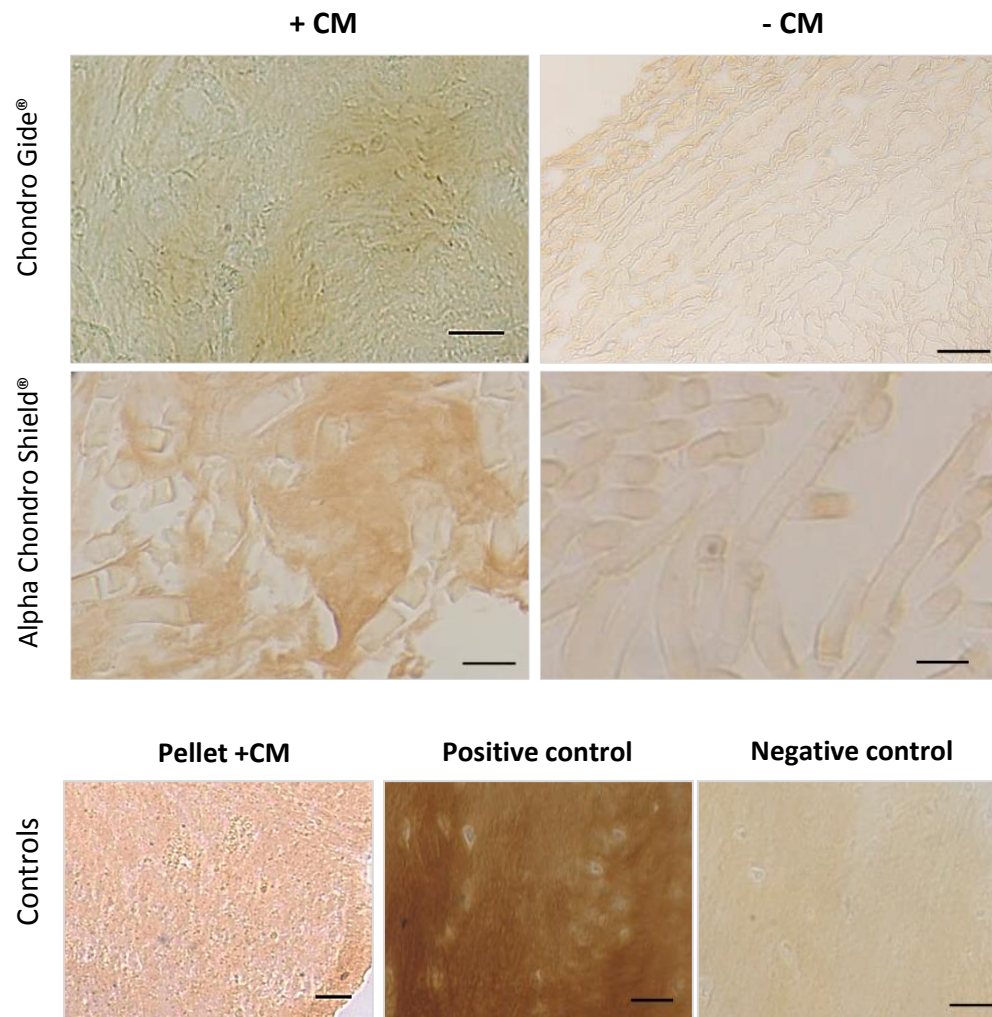 + CM
- CM
Chondro Gide®
Alpha Chondro Shield®
Pellet +CM
Positive control
Negative control
Controls